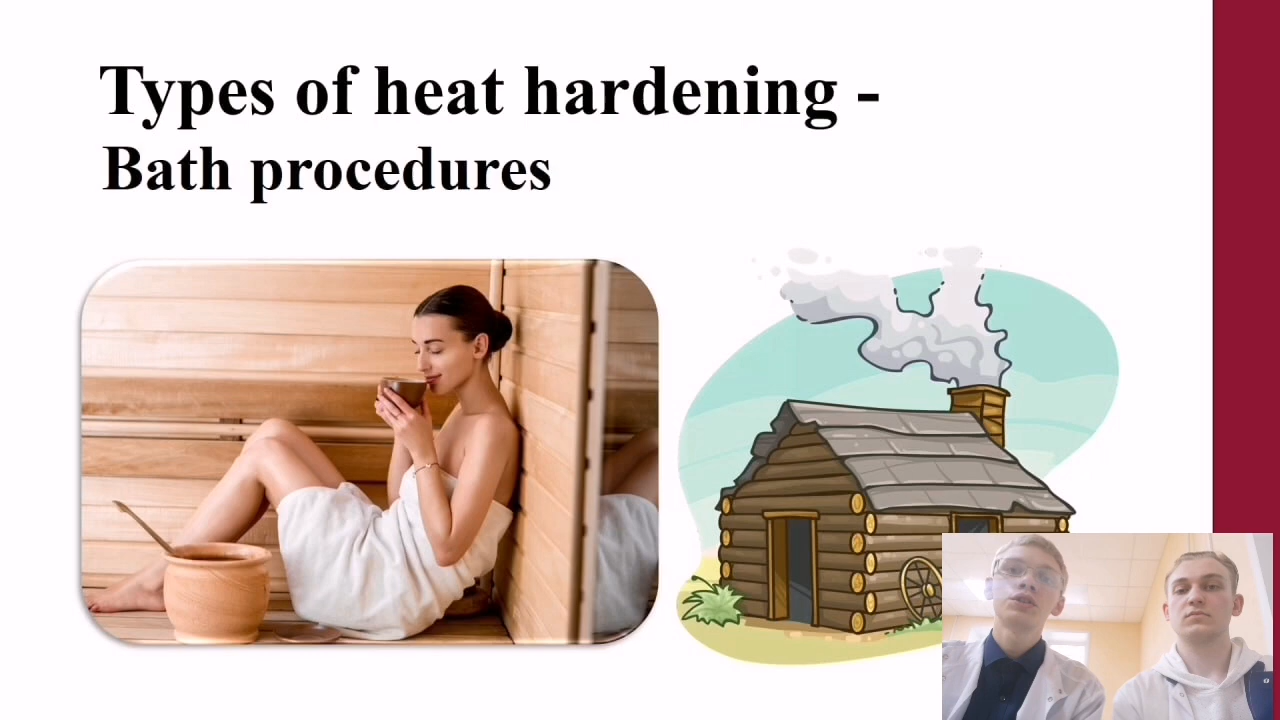 Types of heat hardening -
Bath procedures